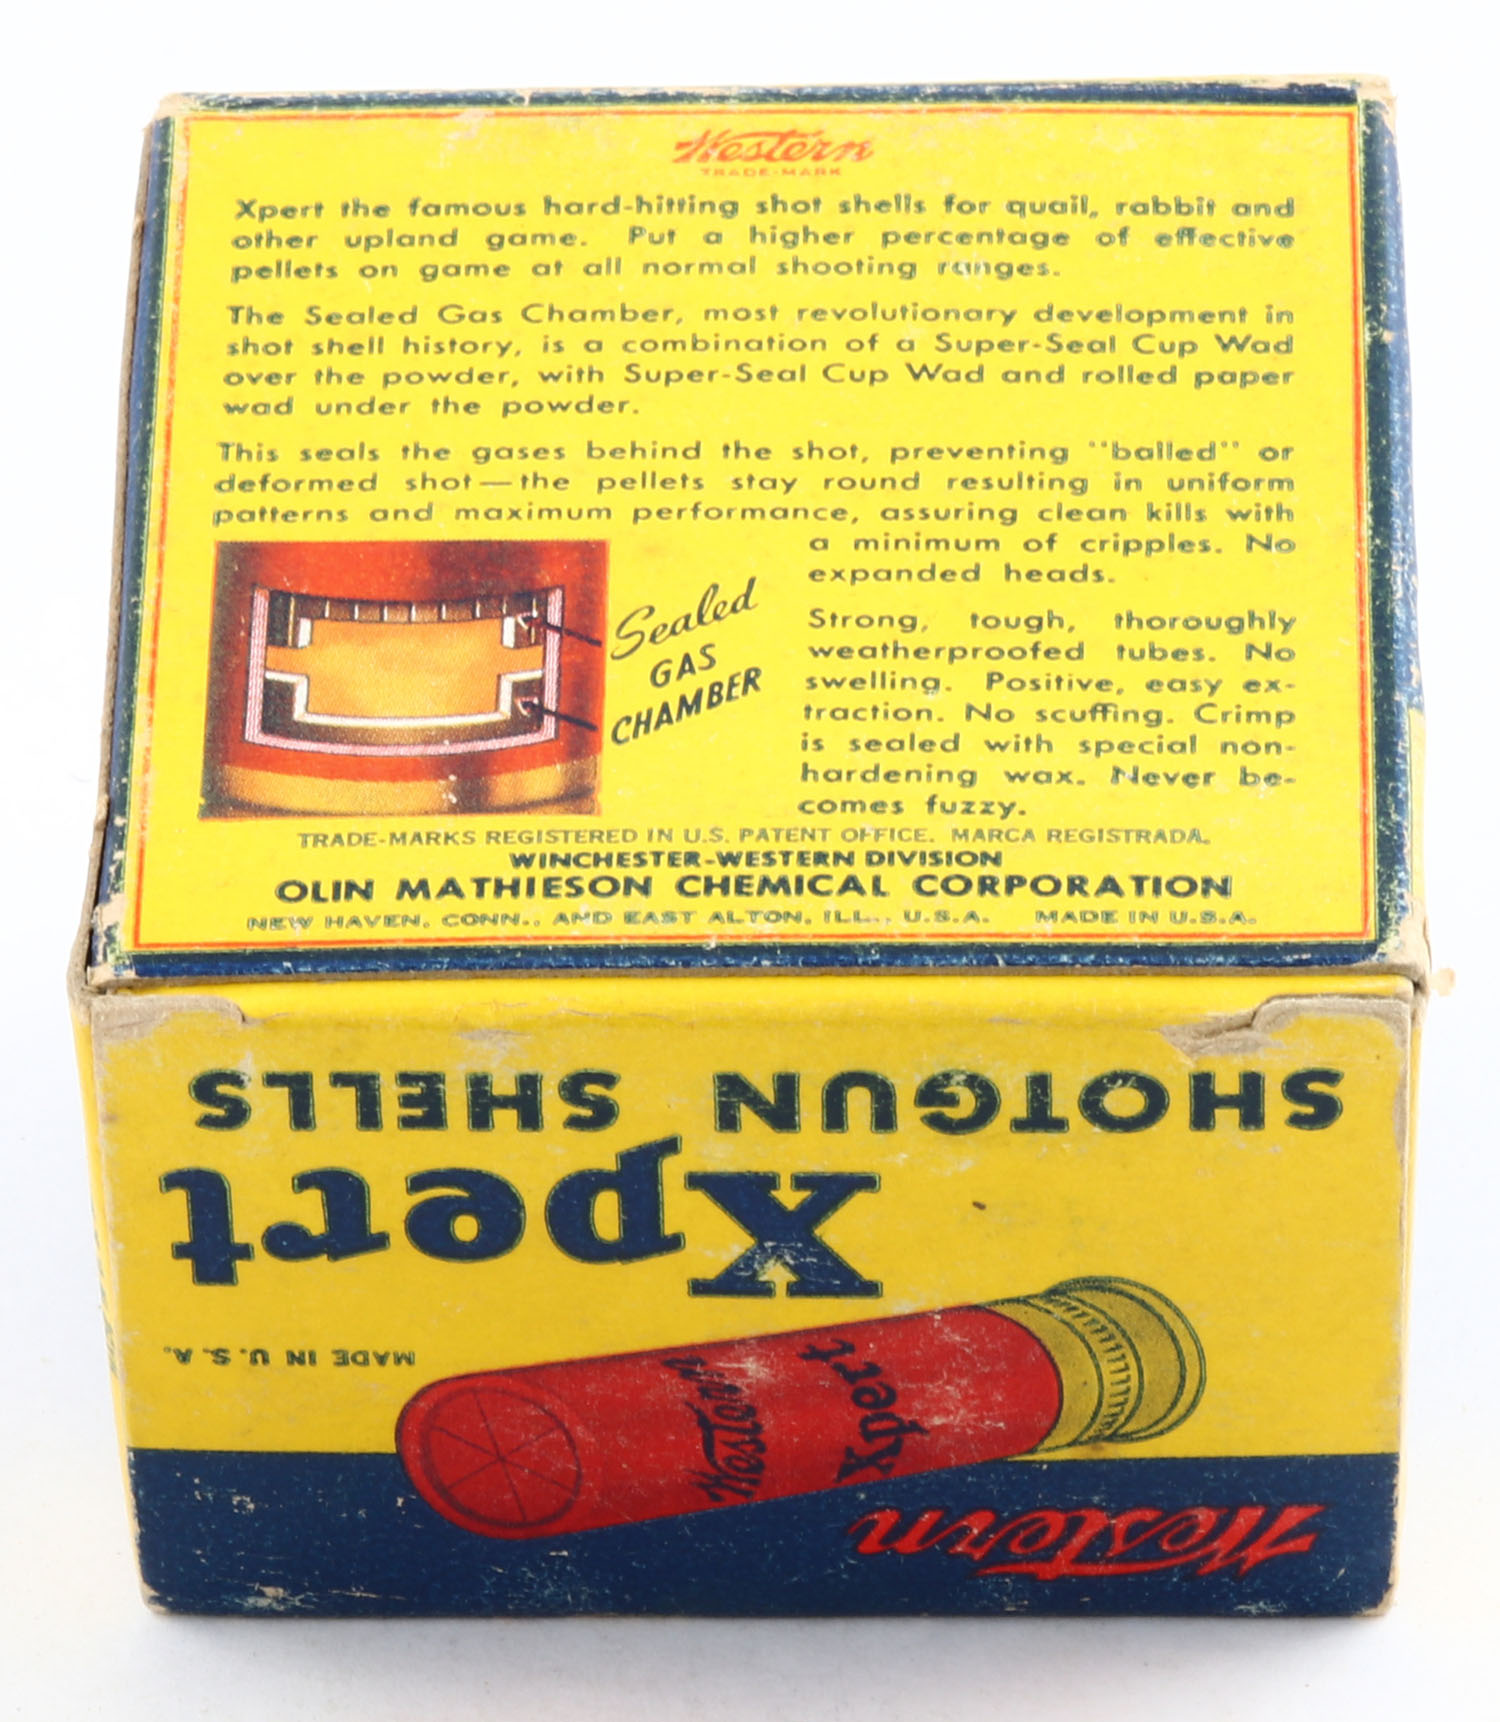 Western
TRADE-MARK
Xpert the famous hard-hitting shot shells for quail, rabbit and
other upland game. Put a higher percentage of effective
pellets on game at all normal shooting ranges.
The Sealed Gas Chamber, most revolutionary development in
shot shell history, is a combination of a Super-Seal Cup Wad
over the powder, with Super-Seal Cup Wad and rolled paper
wad under the powder.
This seals the gases behind the shot, preventing "balled" or
deformed shot—the pellets stay round resulting in uniform
patterns and maximum performance, assuring clean kills with
a minimum of cripples. No
expanded heads.
Strong, tough, thoroughly
weatherproofed tubes. No
swelling. Positive, easy ex-
traction. No scuffing. Crimp
is sealed with special non-
hardening wax. Never be-
comes fuzzy.
Sealed
GAS
CHAMBER
TRADE-MARKS REGISTERED IN U.S. PATENT OFFICE. MARCA REGISTRADA.
WINCHESTER-WESTERN DIVISION
OLIN MATHIESON CHEMICAL CORPORATION
NEW HAVEN, CONN., AND EAST ALTON, ILL., U.S.A. MADE IN U.S.A.
Western
Western
Xpert
MADE IN U.S.A.
Xpert
SHOTGUN SHELLS